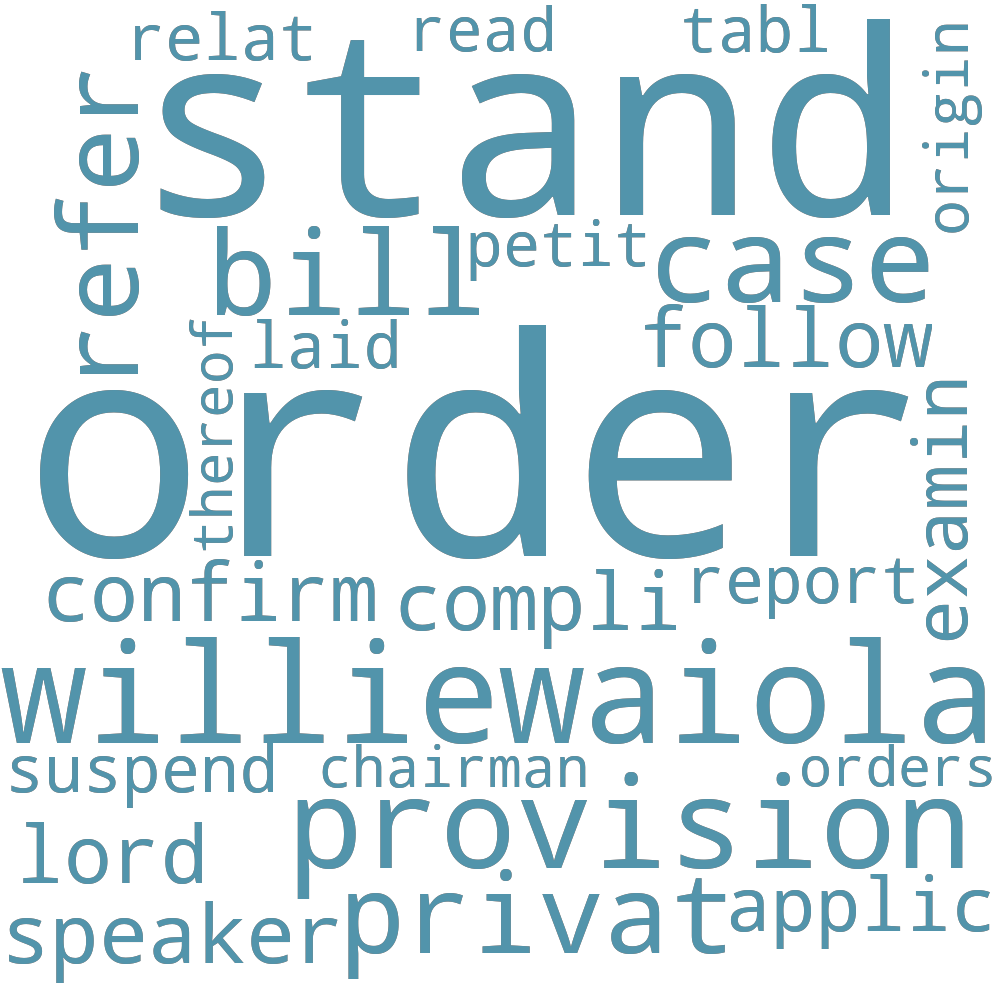 relat read tabl
stand
origin
refer
bill petit case
thereof laid follow
order
examin
confirm compli report
williewaiola
suspend chairman orders
provision
lord
speaker privat applic